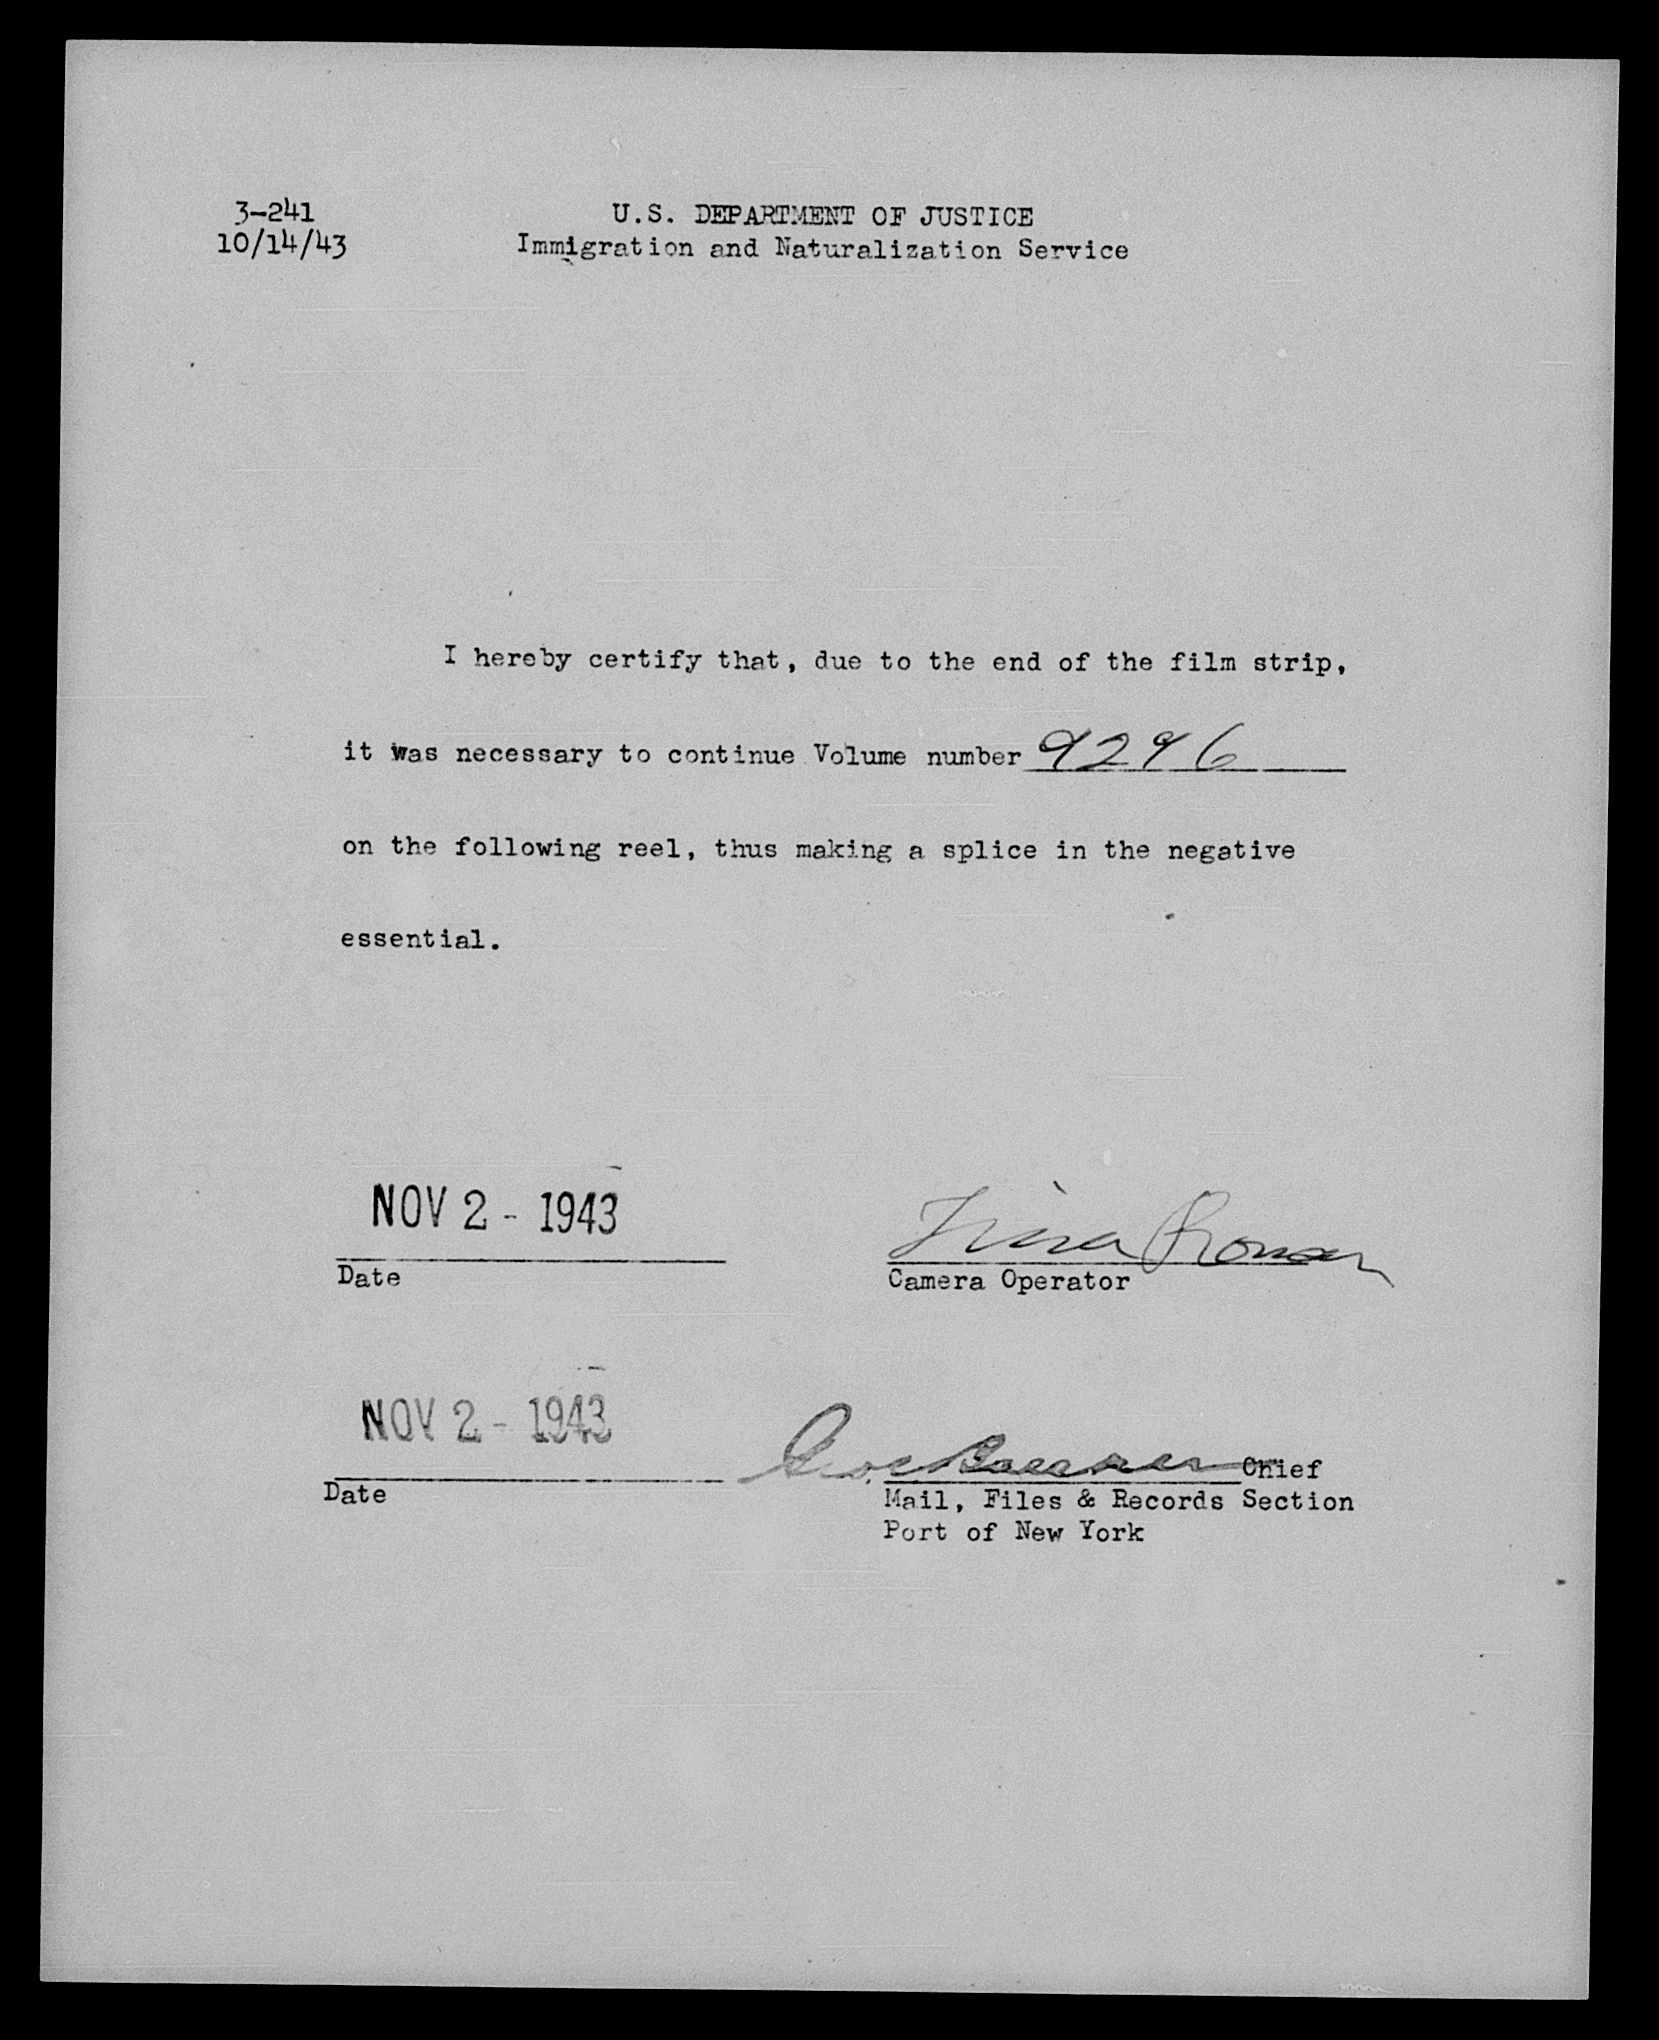 3-241
10/14/43
U.S. DEPARTMENT OF JUSTICE
Immigration and Naturalization Service
I hereby certify that, due to the end of the film strip,
it was necessary to continue Volume number 9296
on the following reel, thus making a splice in the negative
essential.
NOV 2 - 1943
Date
Camera Operator
NOV 2 - 1943
Date
Chief
Mail, Files & Records Section
Port of New York